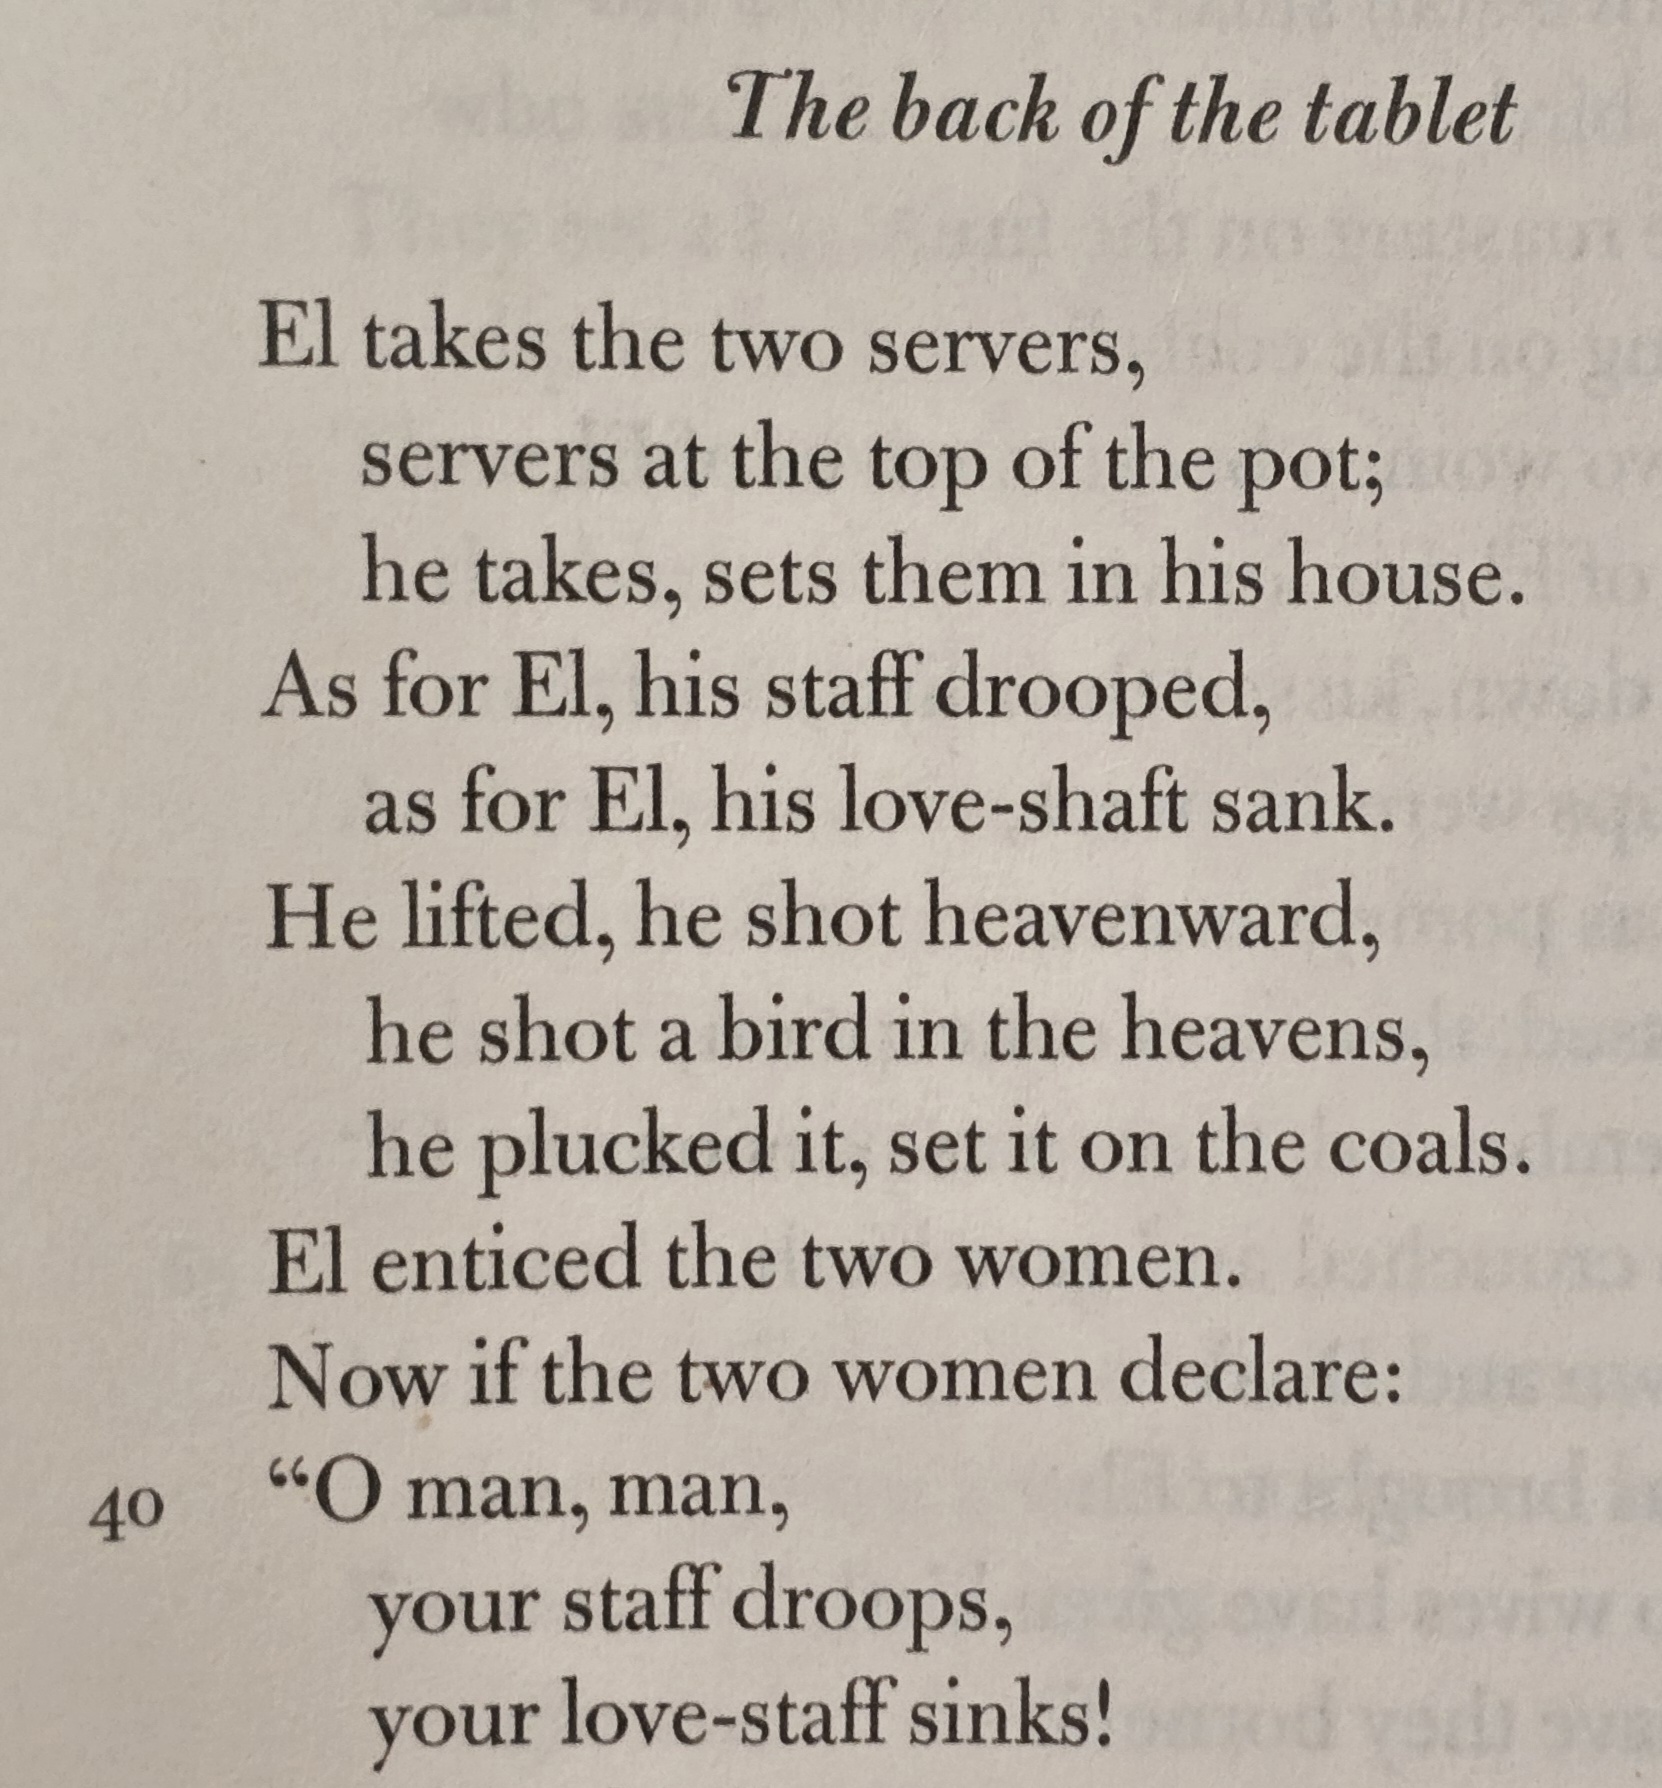 The back of the tablet
El takes the two servers,
servers at the top of the pot;
he takes, sets them in his house.
As for El, his staff drooped,
as for El, his love-shaft sank.
He lifted, he shot heavenward,
he shot a bird in the heavens,
he plucked it, set it on the coals.
El enticed the two women.
Now if the two women declare:
40 “O man, man,
your staff droops,
your love-staff sinks!